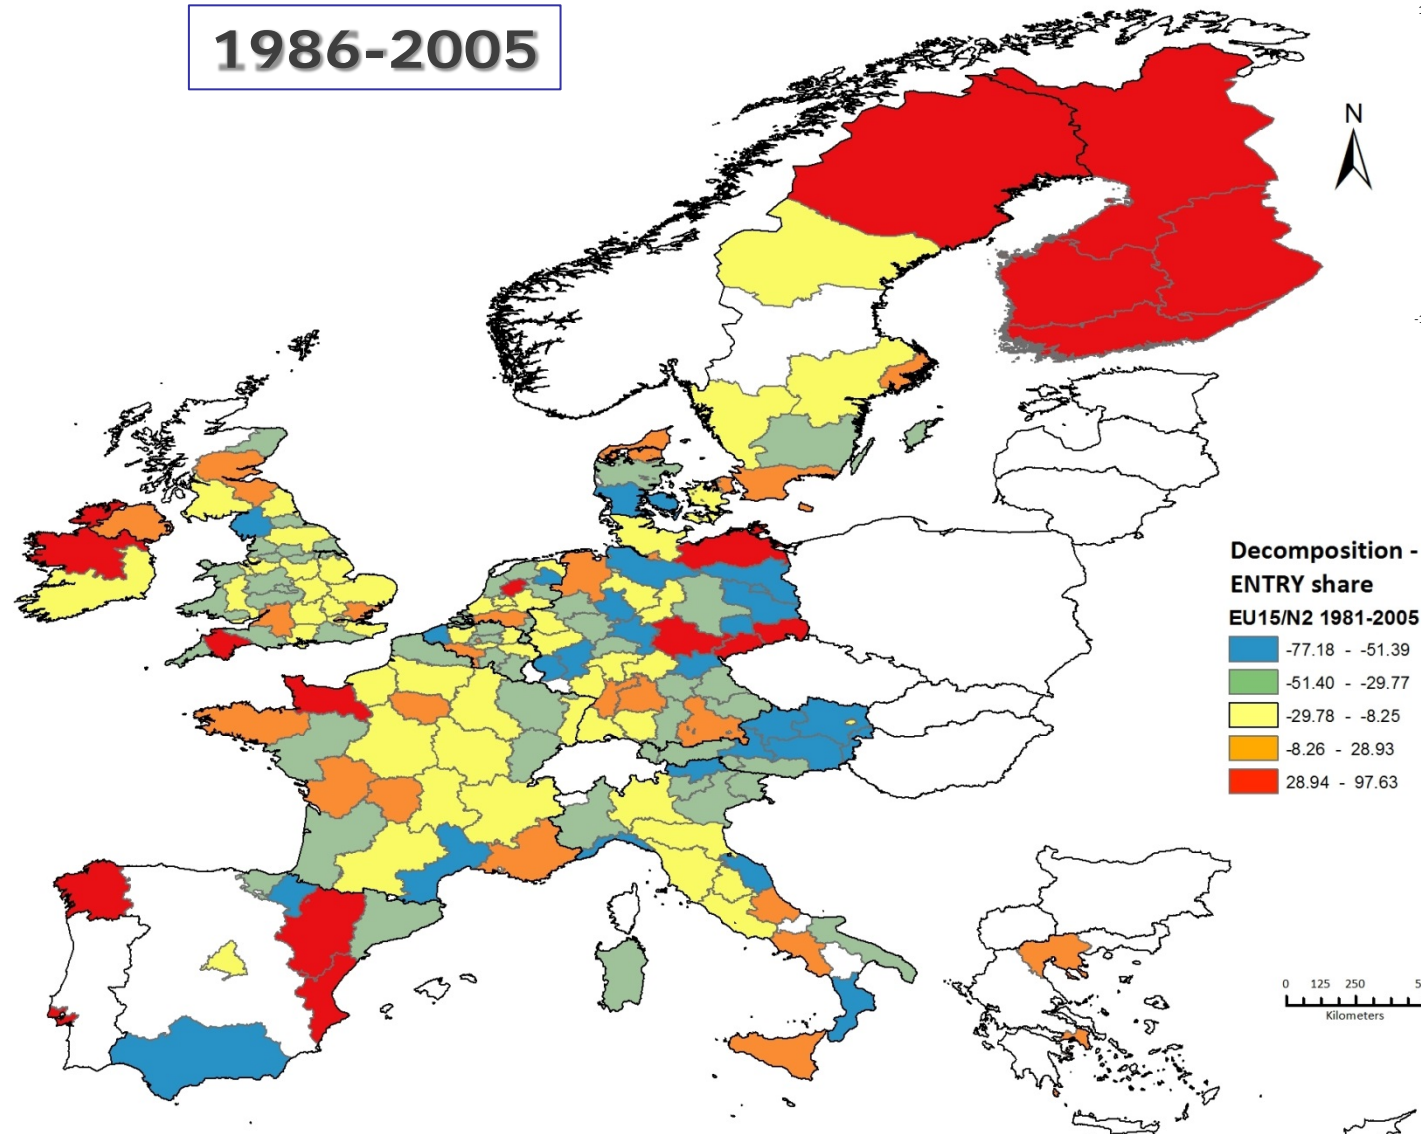 1986-2005
N
Decomposition -
ENTRY share
EU15/N2 1981-2005
-77.18 - -51.39
-51.40 - -29.77
-29.78 - -8.25
-8.26 - 28.93
28.94 - 97.63
0 125 250 5
Kilometers